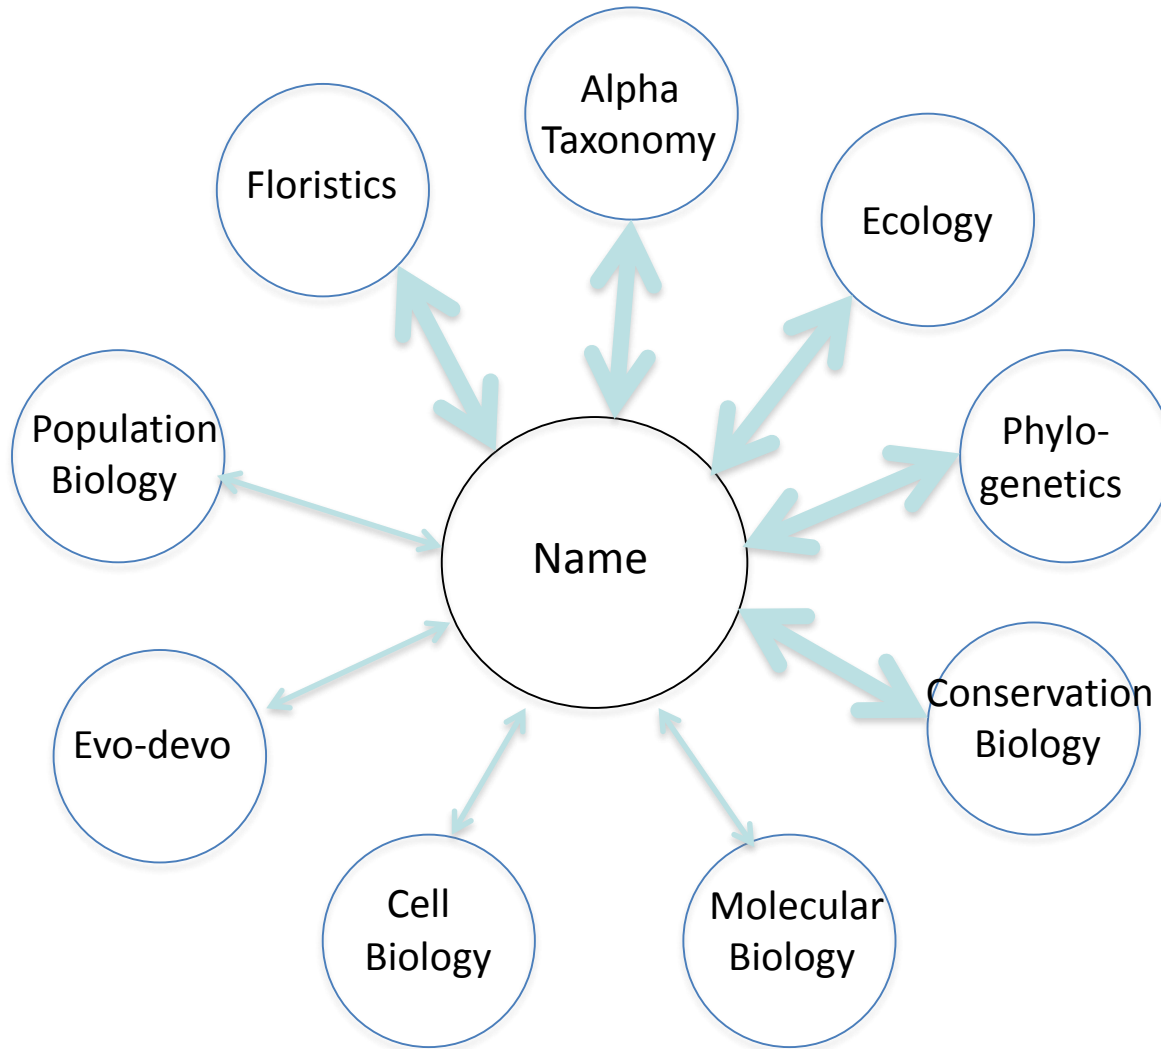 Alpha
Taxonomy
Floristics
Ecology
Population
Biology
Phylo-
genetics
Name
Evo-devo
Conservation
Biology
Cell
Biology
Molecular
Biology